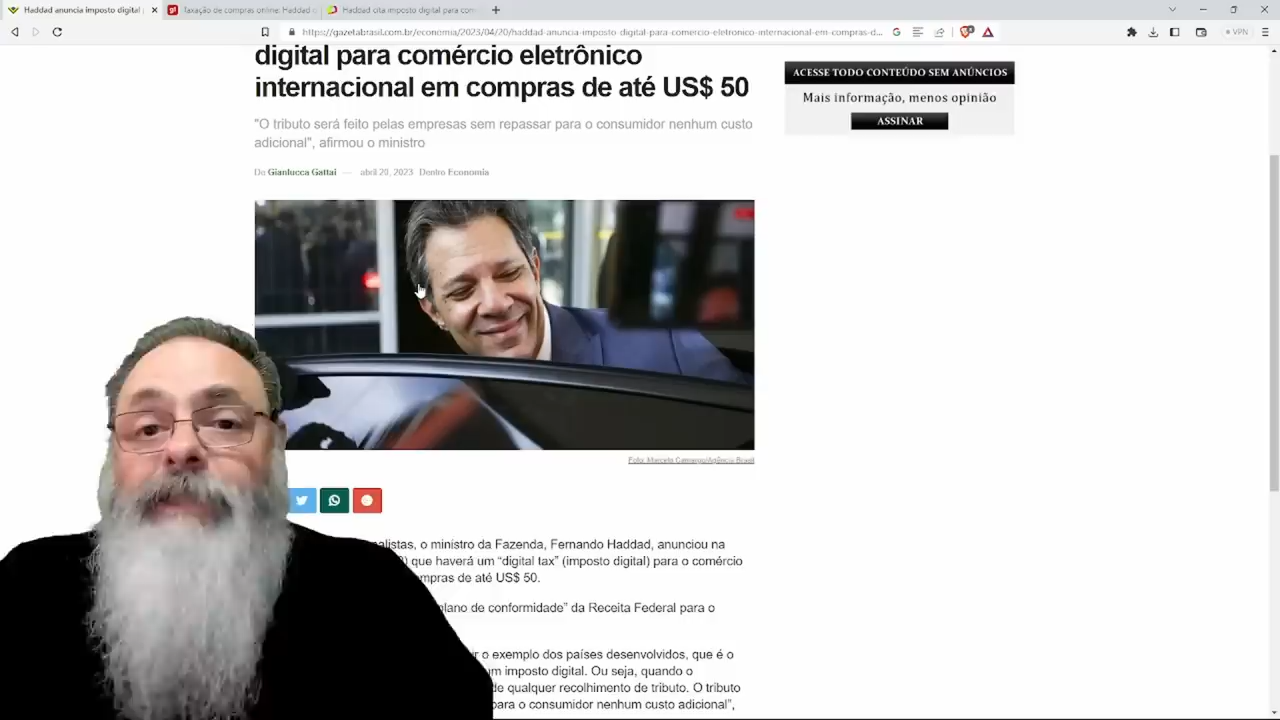 Haddad anuncia imposto digital
Taxação de compras online: Haddad
Haddad cita imposto digital para com
https://gazetabrasil.com.br/economia/2023/04/20/haddad-anuncia-imposto-digital-para-comercio-eletronico-internacional-em-compras-d...
VPN
digital para comércio eletrônico
internacional em compras de até US$ 50
"O tributo será feito pelas empresas sem repassar para o consumidor nenhum custo
adicional", afirmou o ministro
De Gianlucca Gattai — abril 20, 2023 Dentro Economia
ACESSE TODO CONTEÚDO SEM ANÚNCIOS
Mais informação, menos opinião
ASSINAR
Foto: Marcelo Camargo/Agência Brasil
nalistas, o ministro da Fazenda, Fernando Haddad, anunciou na
que haverá um "digital tax" (imposto digital) para o comércio
mpras de até US$ 50.
plano de conformidade" da Receita Federal para o
o exemplo dos países desenvolvidos, que é o
m imposto digital. Ou seja, quando o
de qualquer recolhimento de tributo. O tributo
para o consumidor nenhum custo adicional",